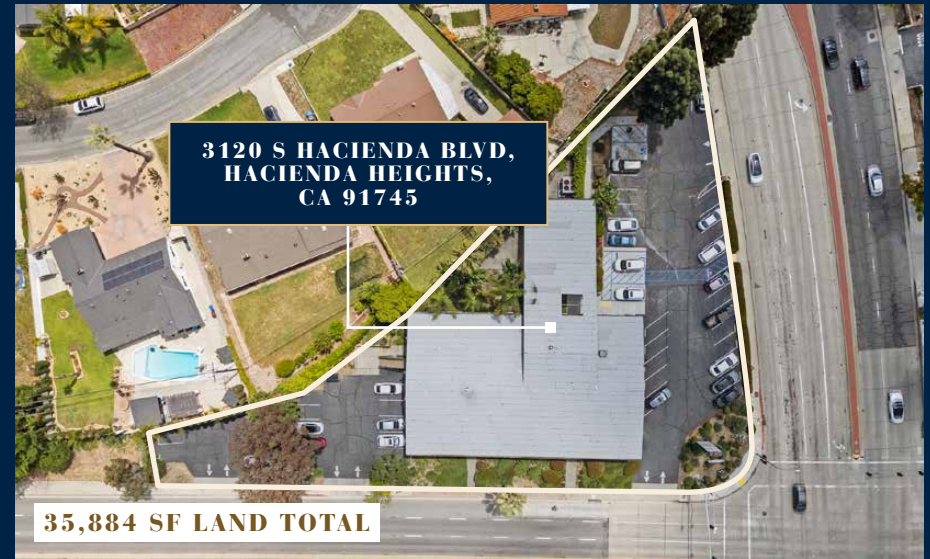 3120 S HACIENDA BLVD,
HACIENDA HEIGHTS,
CA 91745
35,884 SF LAND TOTAL